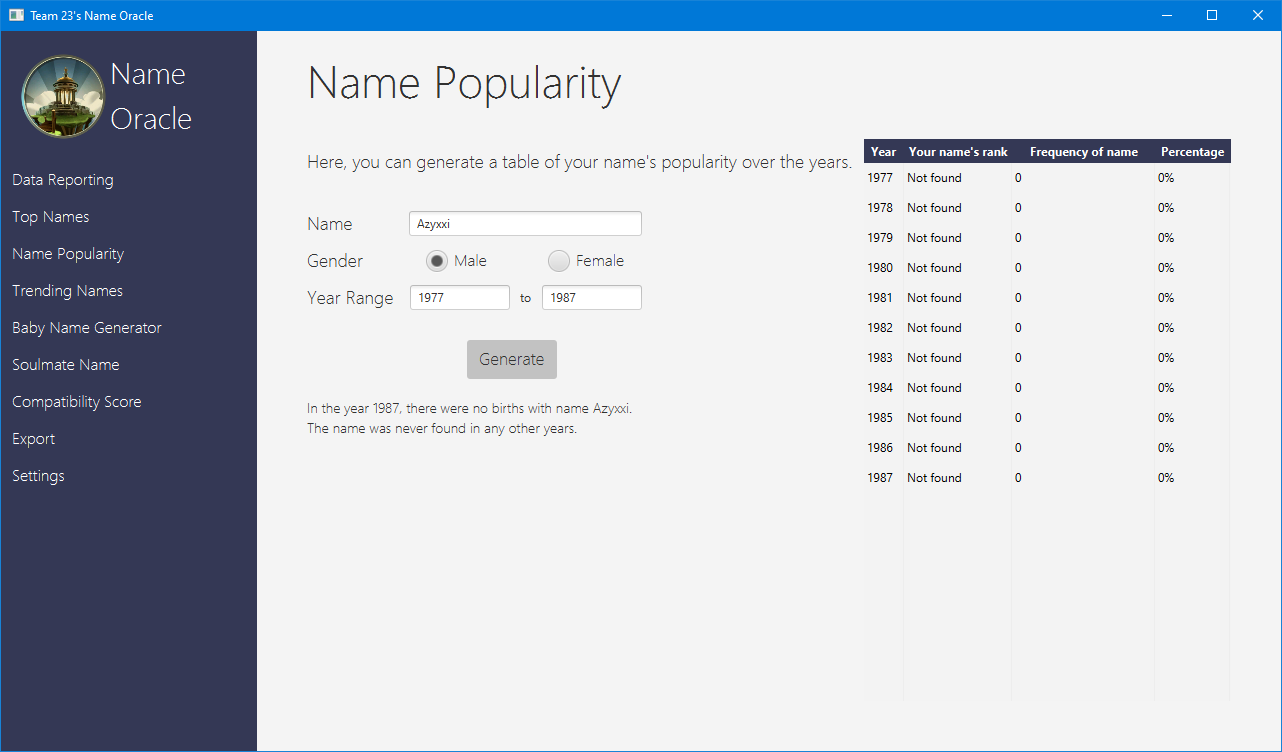 Team 23's Name Oracle
Name
Oracle
Data Reporting
Top Names
Name Popularity
Trending Names
Baby Name Generator
Soulmate Name
Compatibility Score
Export
Settings
Name Popularity
Here, you can generate a table of your name's popularity over the years.
Name Azyxxi
Gender Male Female
Year Range 1977 to 1987
Generate
In the year 1987, there were no births with name Azyxxi.
The name was never found in any other years.
Year Your name's rank Frequency of name Percentage
1977 Not found 0 0%
1978 Not found 0 0%
1979 Not found 0 0%
1980 Not found 0 0%
1981 Not found 0 0%
1982 Not found 0 0%
1983 Not found 0 0%
1984 Not found 0 0%
1985 Not found 0 0%
1986 Not found 0 0%
1987 Not found 0 0%